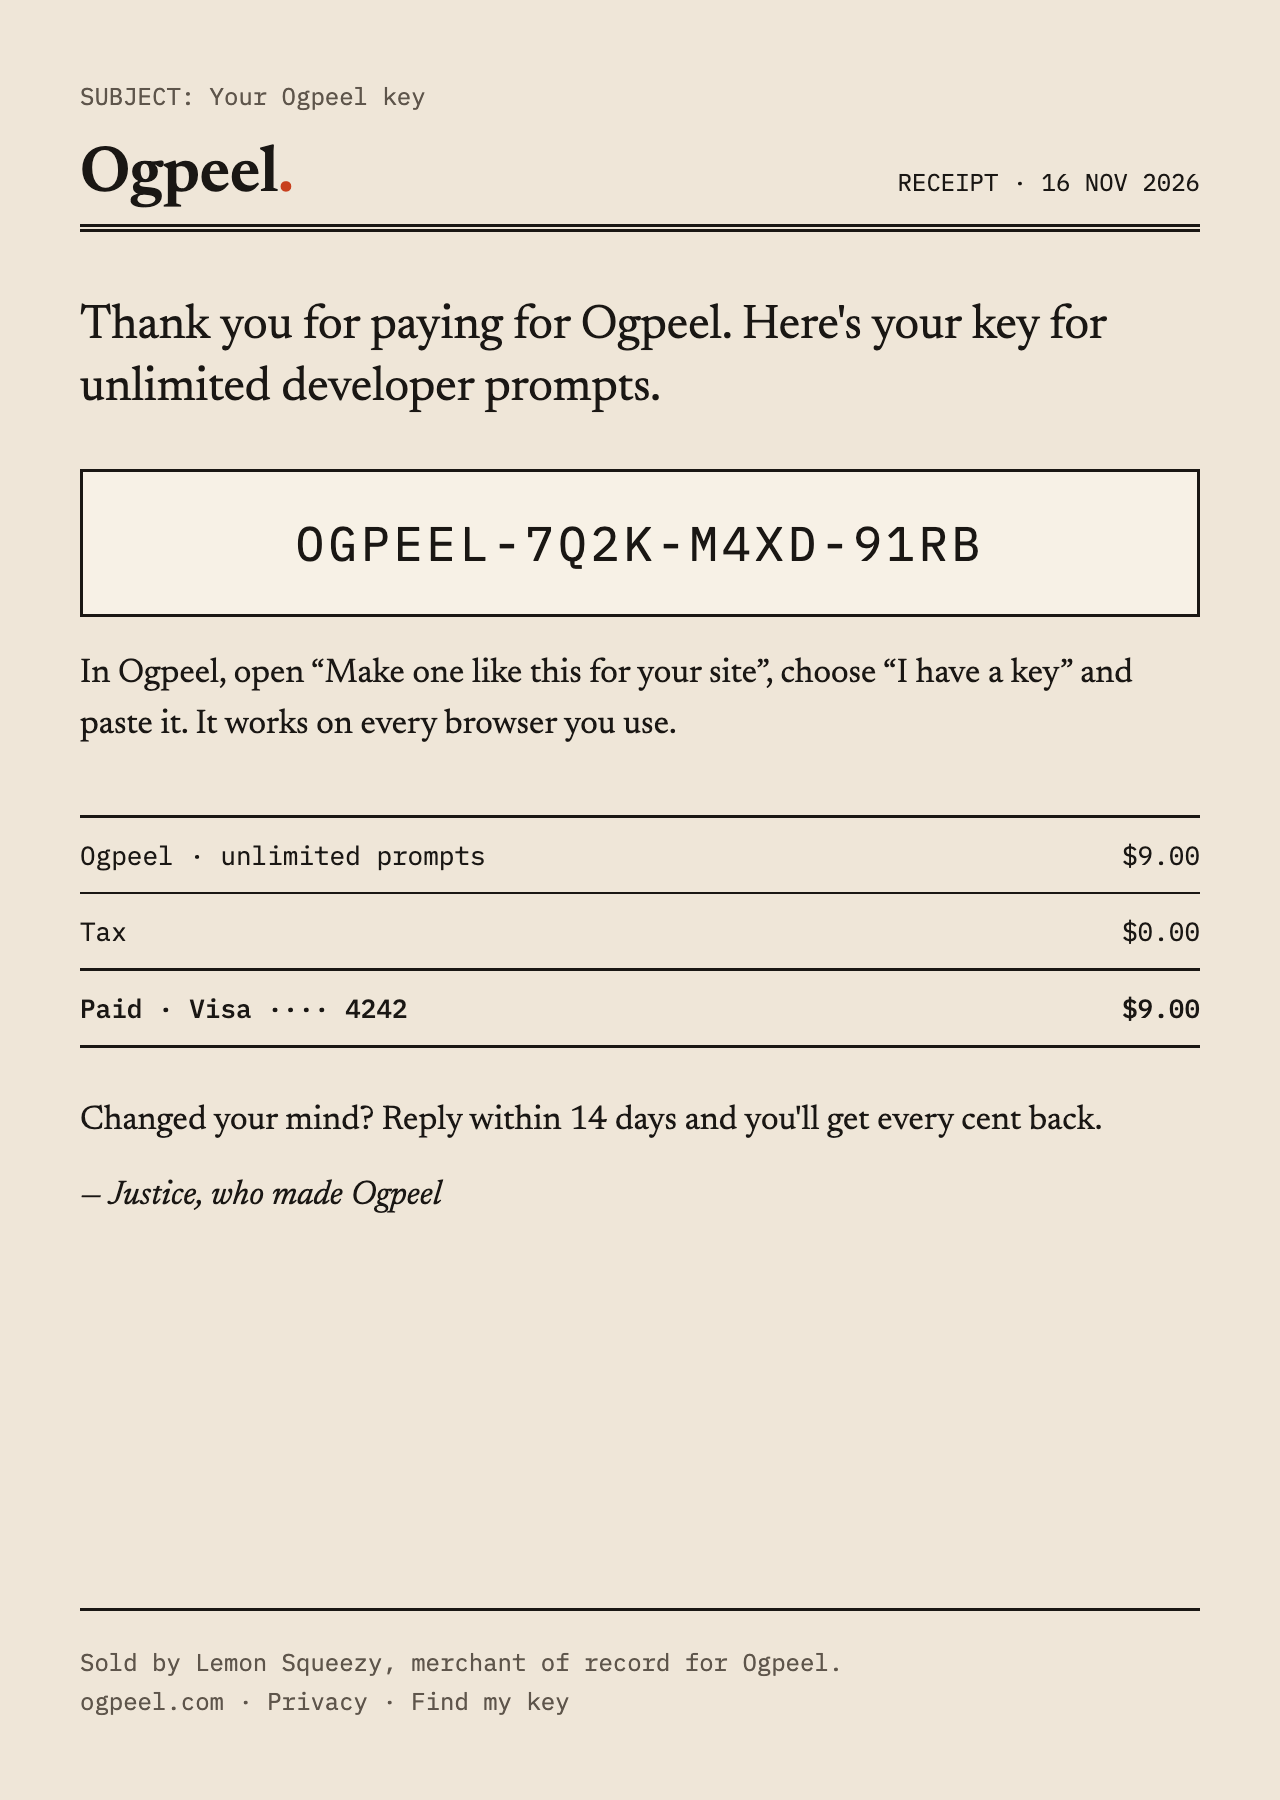 SUBJECT: Your Ogpeel key
Ogpeel.
RECEIPT · 16 NOV 2026
Thank you for paying for Ogpeel. Here's your key for
unlimited developer prompts.
OGPEEL-7Q2K-M4XD-91RB
In Ogpeel, open “Make one like this for your site”, choose “I have a key” and
paste it. It works on every browser you use.
Ogpeel · unlimited prompts $9.00
Tax $0.00
Paid · Visa ···· 4242 $9.00
Changed your mind? Reply within 14 days and you'll get every cent back.
– Justice, who made Ogpeel
Sold by Lemon Squeezy, merchant of record for Ogpeel.
ogpeel.com · Privacy · Find my key